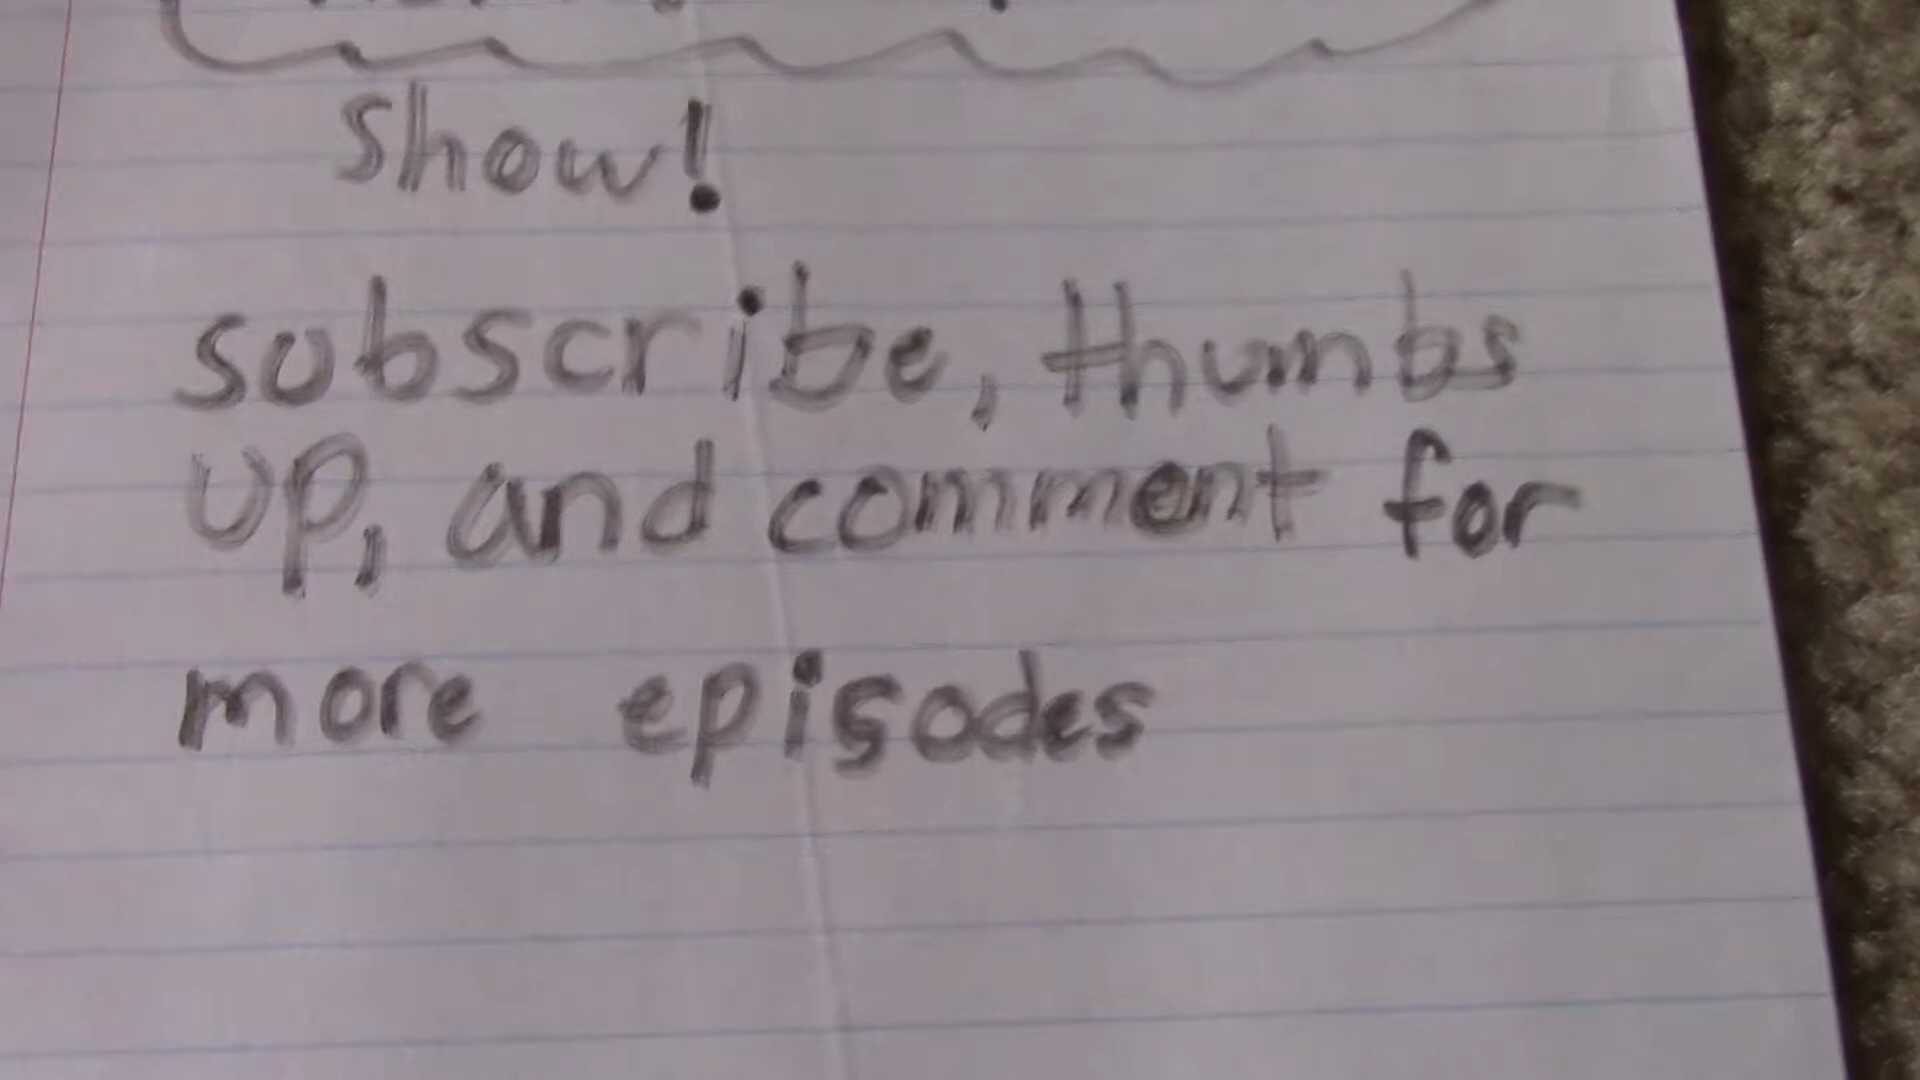 show!
subscribe, thumbs
up, and comment for
more episodes